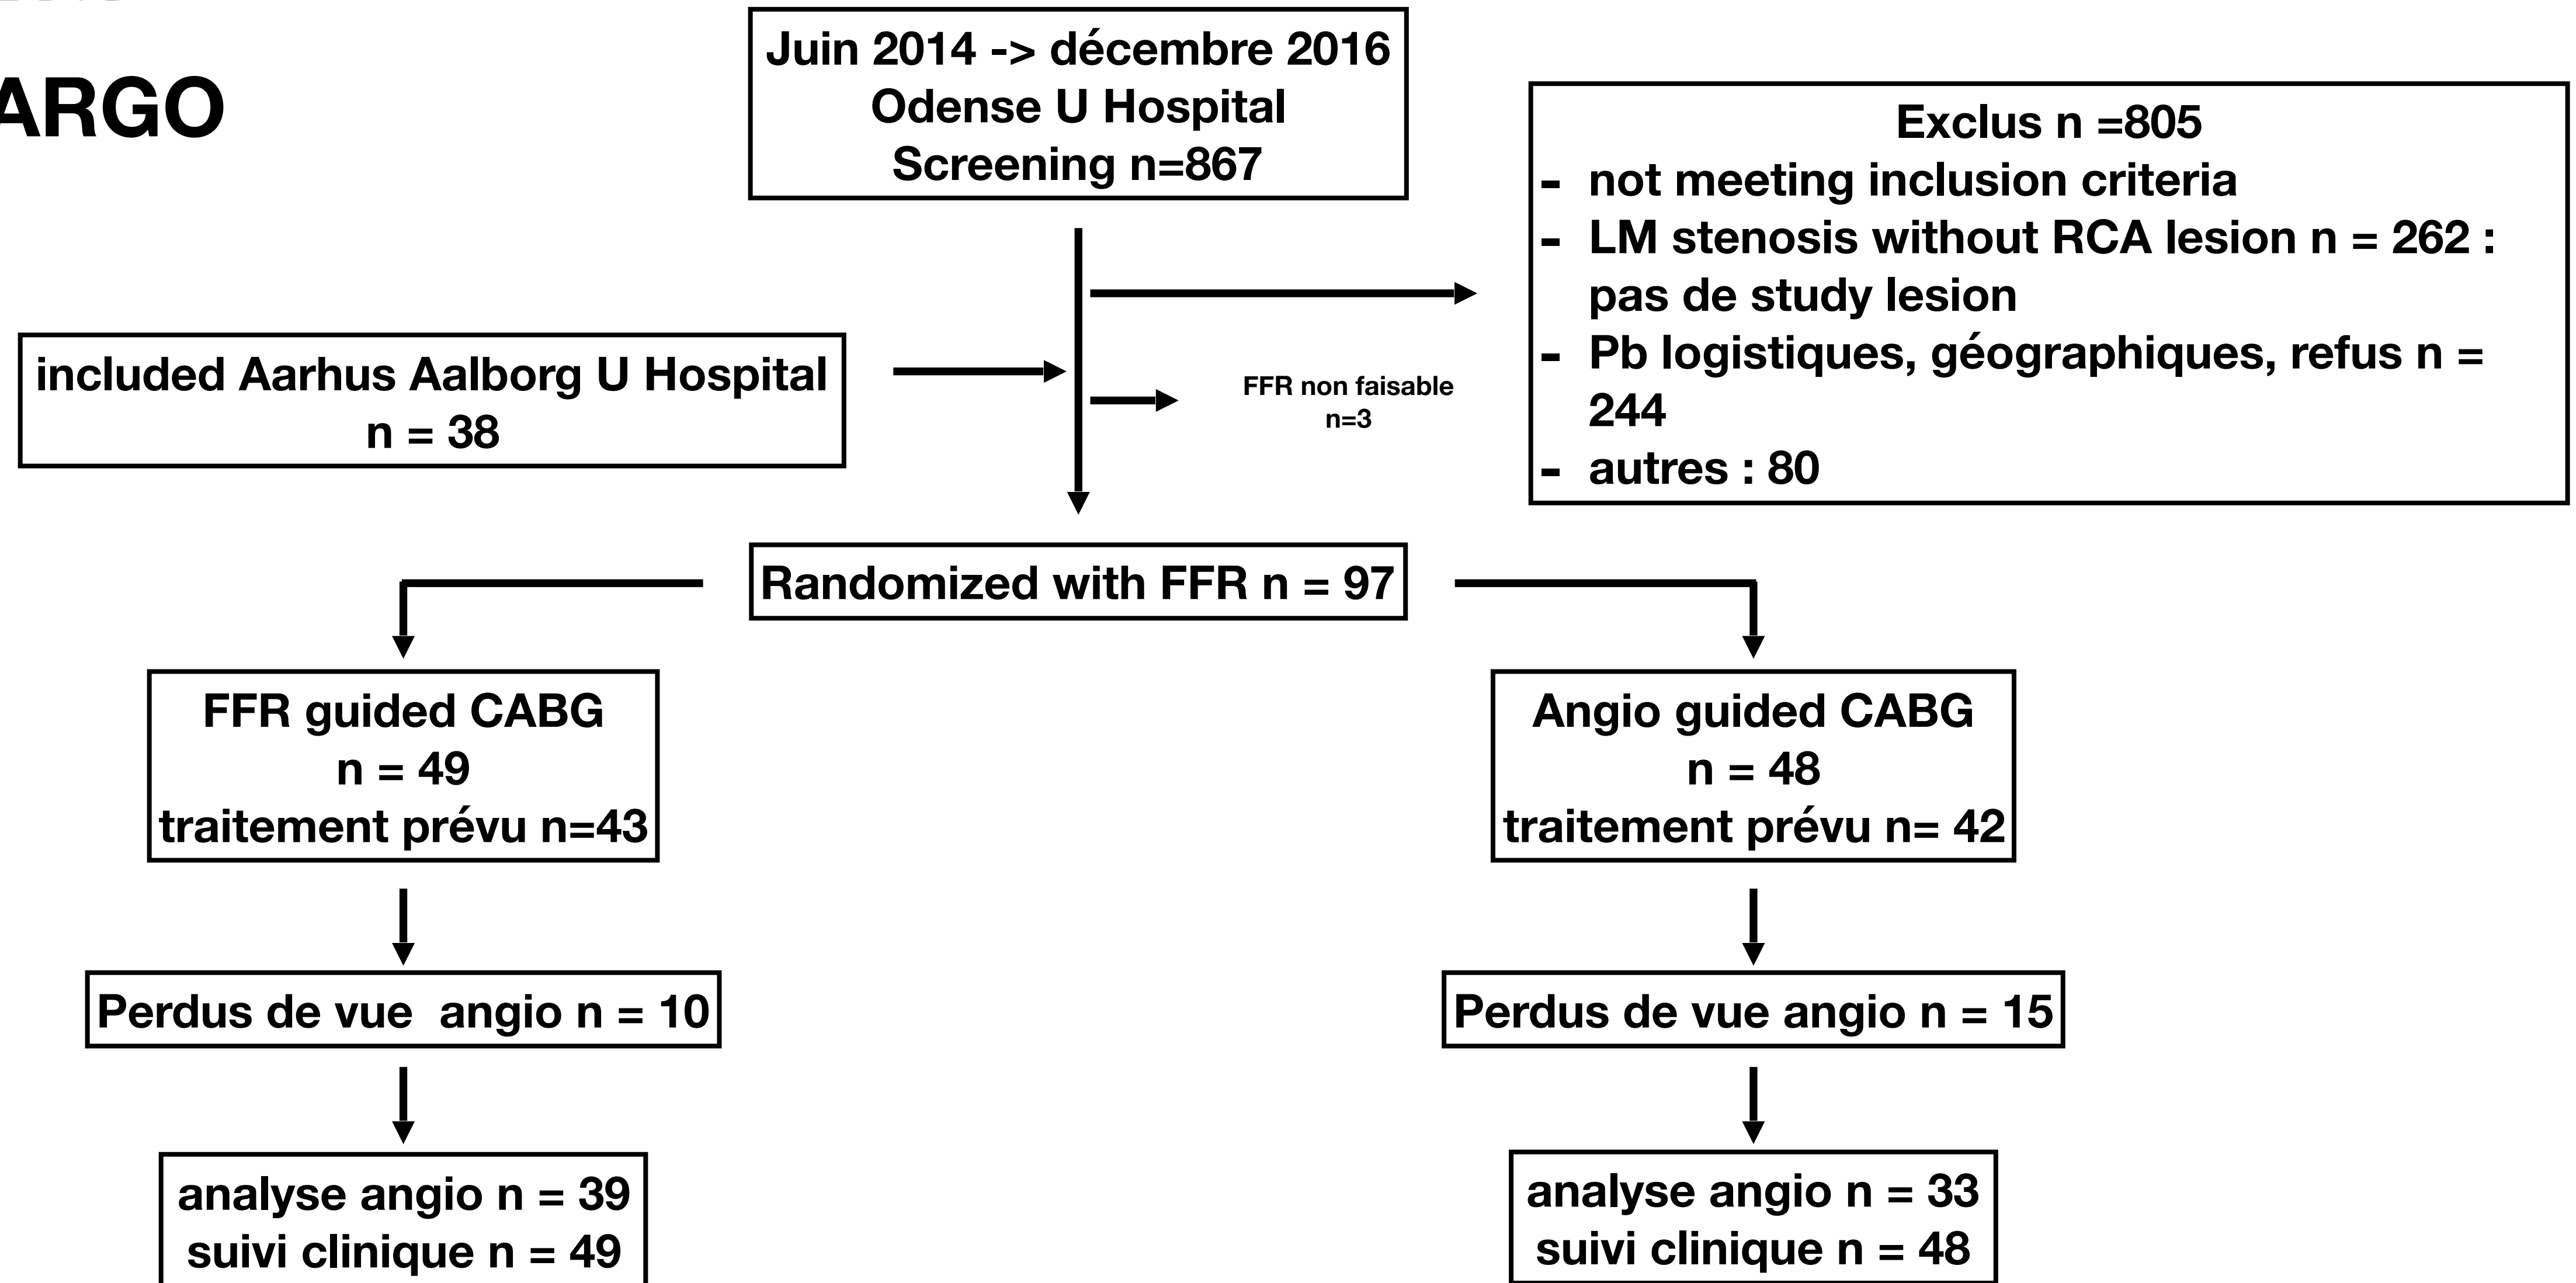 ARGO
Juin 2014 -> décembre 2016
Odense U Hospital
Screening n=867
Exclus n =805
- not meeting inclusion criteria
- LM stenosis without RCA lesion n = 262 :
pas de study lesion
- Pb logistiques, géographiques, refus n =
244
- autres : 80
included Aarhus Aalborg U Hospital
n = 38
FFR non faisable
n=3
Randomized with FFR n = 97
FFR guided CABG
n = 49
traitement prévu n=43
Angio guided CABG
n = 48
traitement prévu n= 42
Perdus de vue  angio n = 10
Perdus de vue angio n = 15
analyse angio n = 39
suivi clinique n = 49
analyse angio n = 33
suivi clinique n = 48